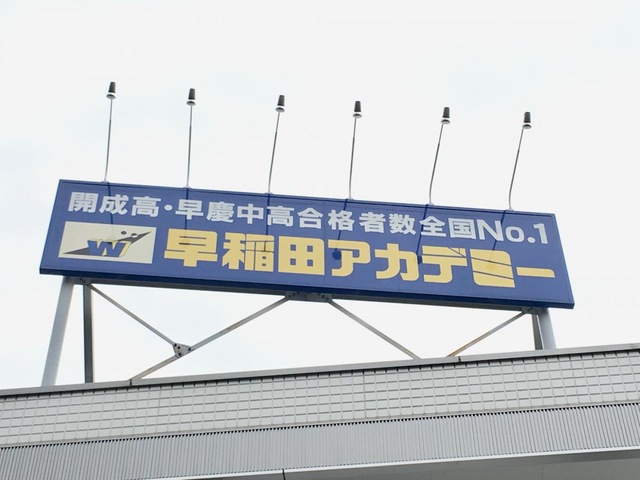 開成高・早慶中高合格者数全国No.1
早稲田アカデミー